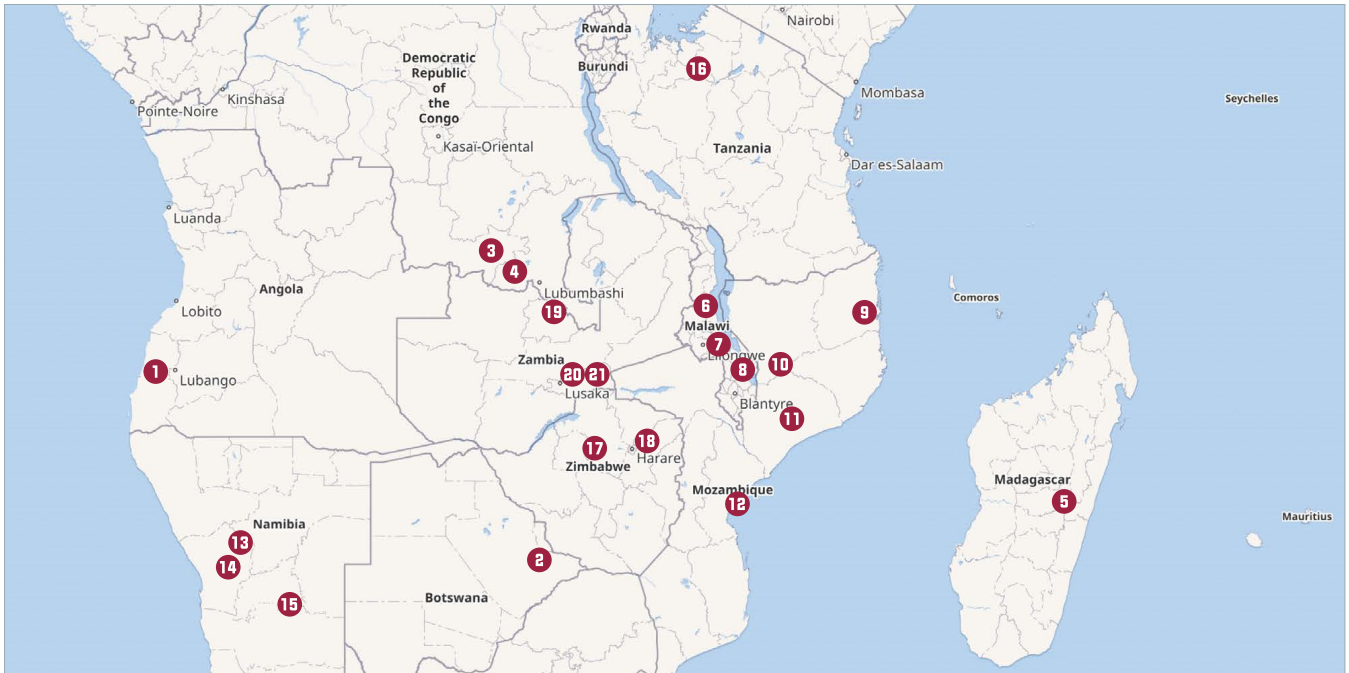 Nairobi
Rwanda
Democratic
Republic
of
the
Congo
Burundi
16
Mombasa
Kinshasa
Seychelles
Pointe-Noire
Kasaï-Oriental
Tanzania
Dar es-Salaam
Luanda
3
4
Angola
Lubumbashi
Comoros
Lobito
19
6
9
Malawi
7
Lilongwe
Zambia
10
1
Lubango
20
21
8
Lusaka
Blantyre
11
18
17
Harare
Zimbabwe
Madagascar
Mozambique
5
12
Mauritius
Namibia
13
14
2
15
Botswana